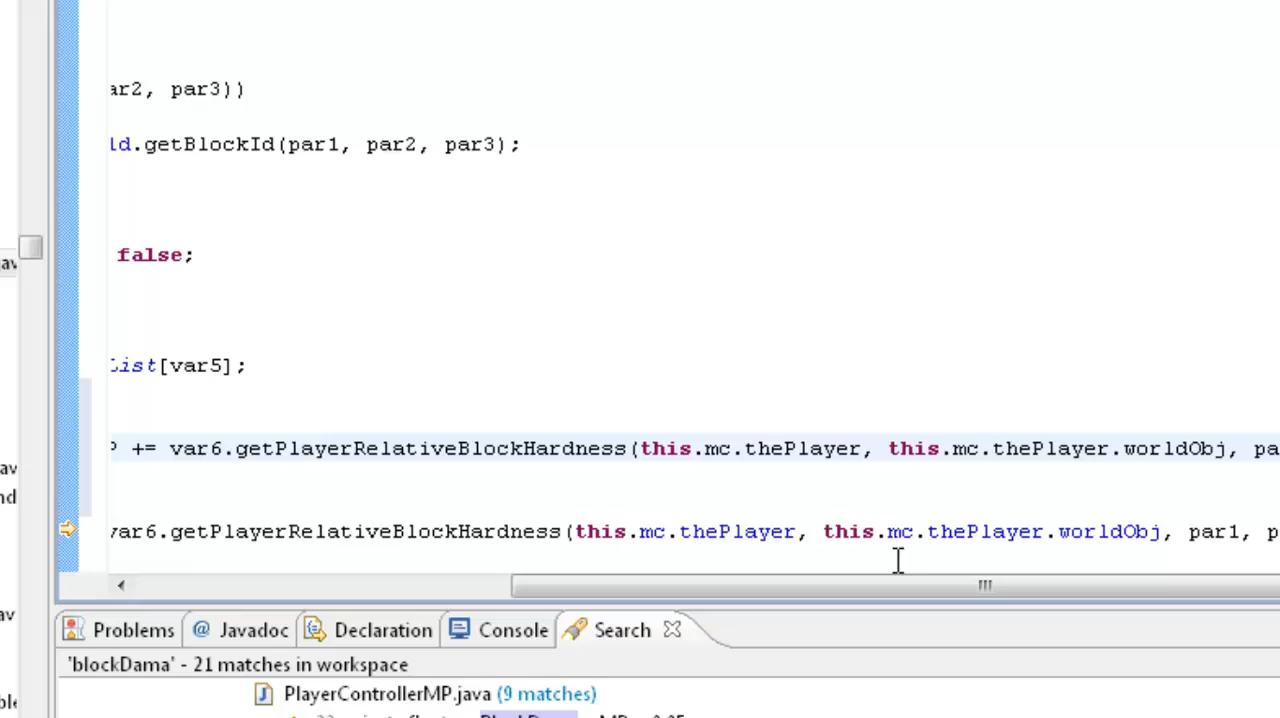 ar2, par3))
ld.getBlockId(par1, par2, par3);
false;
List[var5];
+= var6.getPlayerRelativeBlockHardness(this.mc.thePlayer, this.mc.thePlayer.worldObj, pa
var6.getPlayerRelativeBlockHardness(this.mc.thePlayer, this.mc.thePlayer.worldObj, par1, p
Problems @ Javadoc Declaration Console Search
'blockDama' - 21 matches in workspace
PlayerControllerMP.java (9 matches)